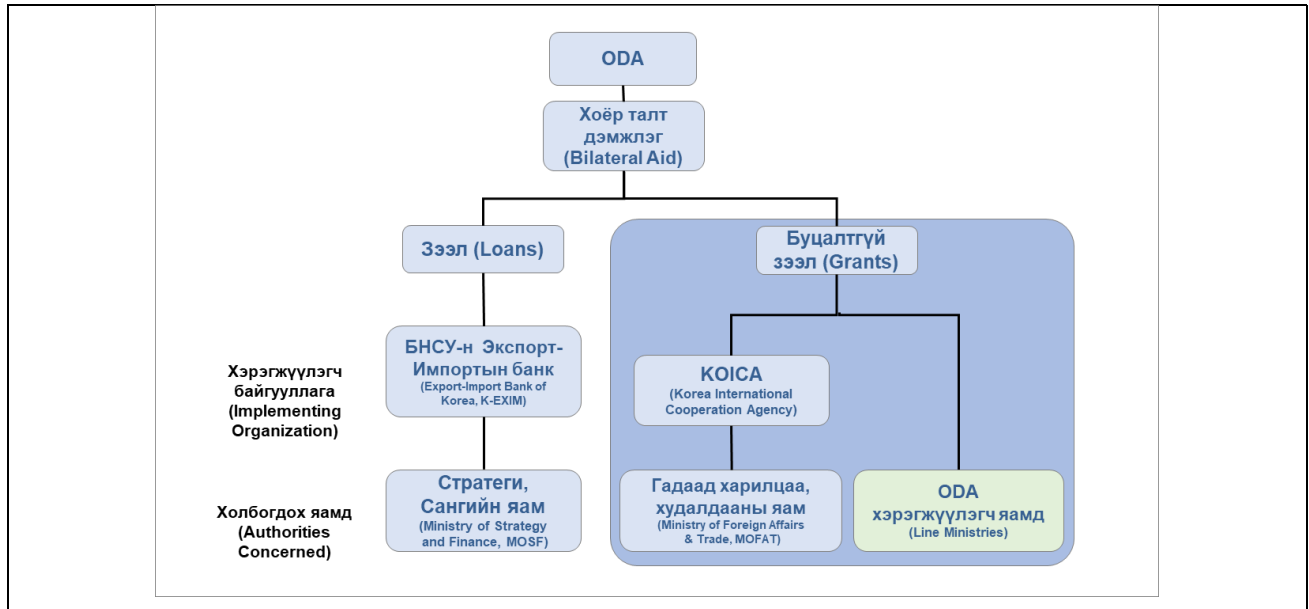 ODA
Хоёр талт
дэмжлэг
(Bilateral Aid)
Зээл (Loans)
Буцалтгүй
зээл (Grants)
Хэрэгжүүлэгч
байгууллага
(Implementing
Organization)
БНСУ-н Экспорт-
Импортын банк
(Export-Import Bank of
Korea, K-EXIM)
KOICA
(Korea International
Cooperation Agency)
Холбогдох яамд
(Authorities
Concerned)
Стратеги,
Сангийн яам
(Ministry of Strategy
and Finance, MOSF)
Гадаад харилцаа,
худалдааны яам
(Ministry of Foreign Affairs
& Trade, MOFAT)
ODA
хэрэгжүүлэгч яамд
(Line Ministries)